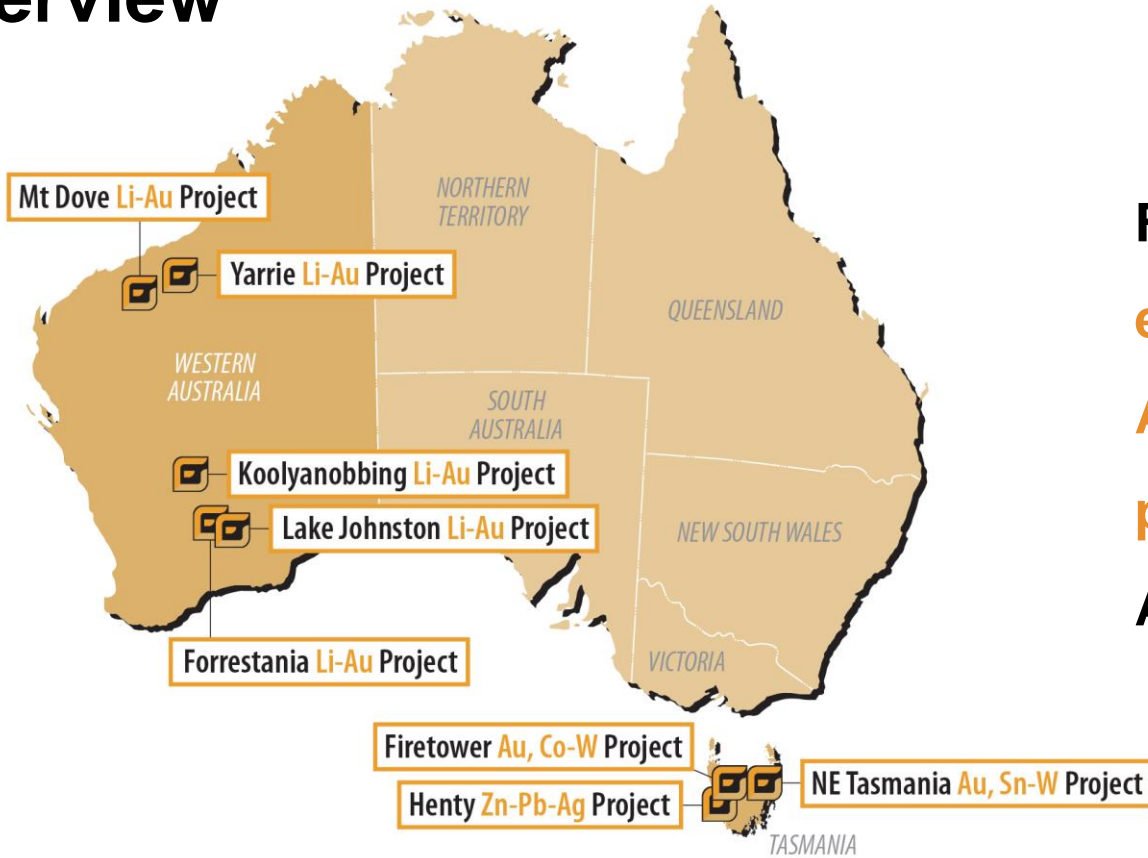 Mt Dove Li-Au Project
Yarrie Li-Au Project
NORTHERN
TERRITORY
QUEENSLAND
WESTERN
AUSTRALIA
SOUTH
AUSTRALIA
Koolyanobbing Li-Au Project
Lake Johnston Li-Au Project
NEW SOUTH WALES
Forrestania Li-Au Project
VICTORIA
Firetower Au, Co-W Project
Henty Zn-Pb-Ag Project
NE Tasmania Au, Sn-W Project
TASMANIA